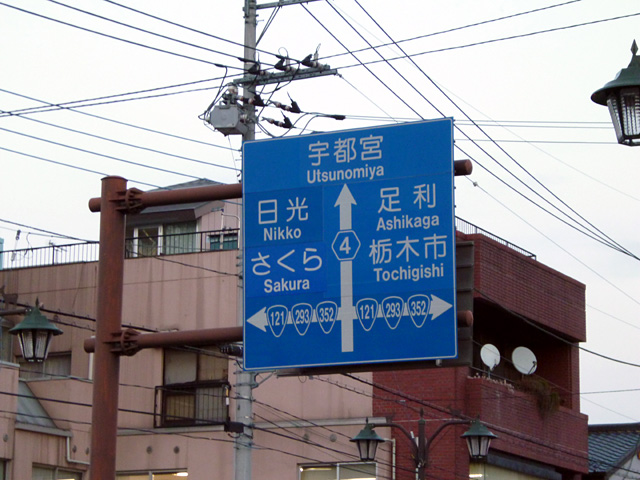 宇都宮
Utsunomiya
日光
Nikko
さくら
Sakura
足利
Ashikaga
栃木市
Tochigishi
4
121 293 352
121 293 352